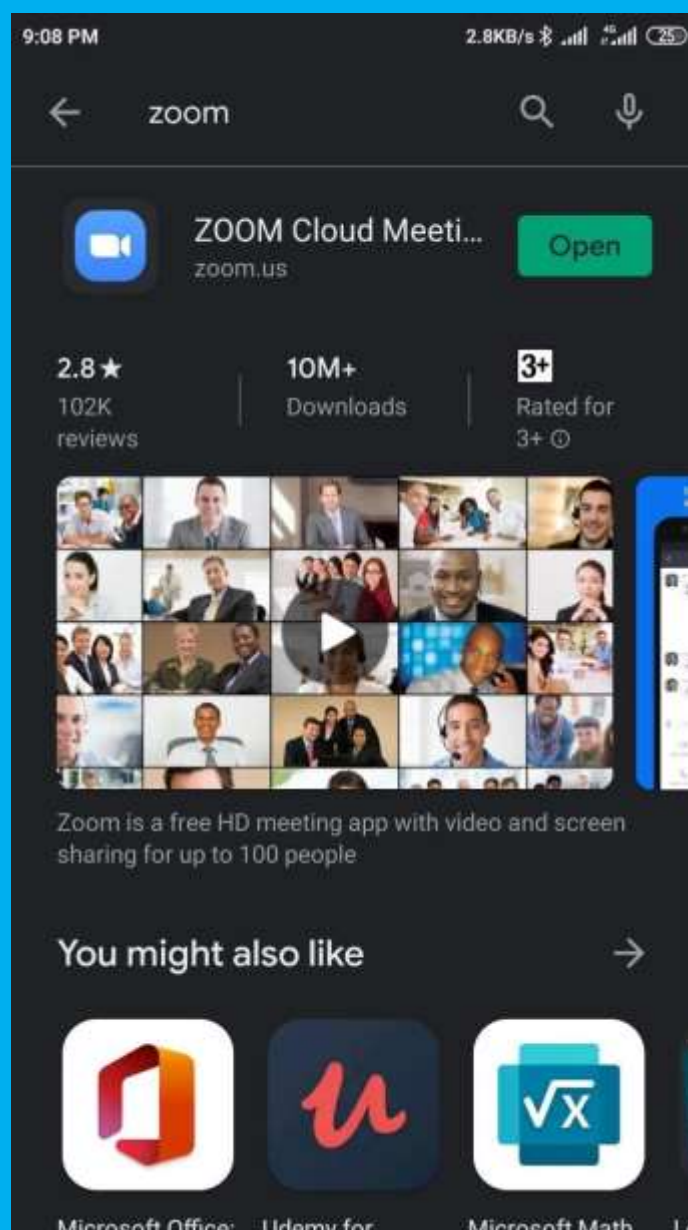 9:08 PM 2.8KB/s 4G 25
zoom
ZOOM Cloud Meeti...
zoom.us
Open
2.8★ 10M+ 3+
102K Downloads Rated for
reviews 3+
Zoom is a free HD meeting app with video and screen
sharing for up to 100 people
You might also like
√x
Microsoft Office: Udemy for Microsoft Math